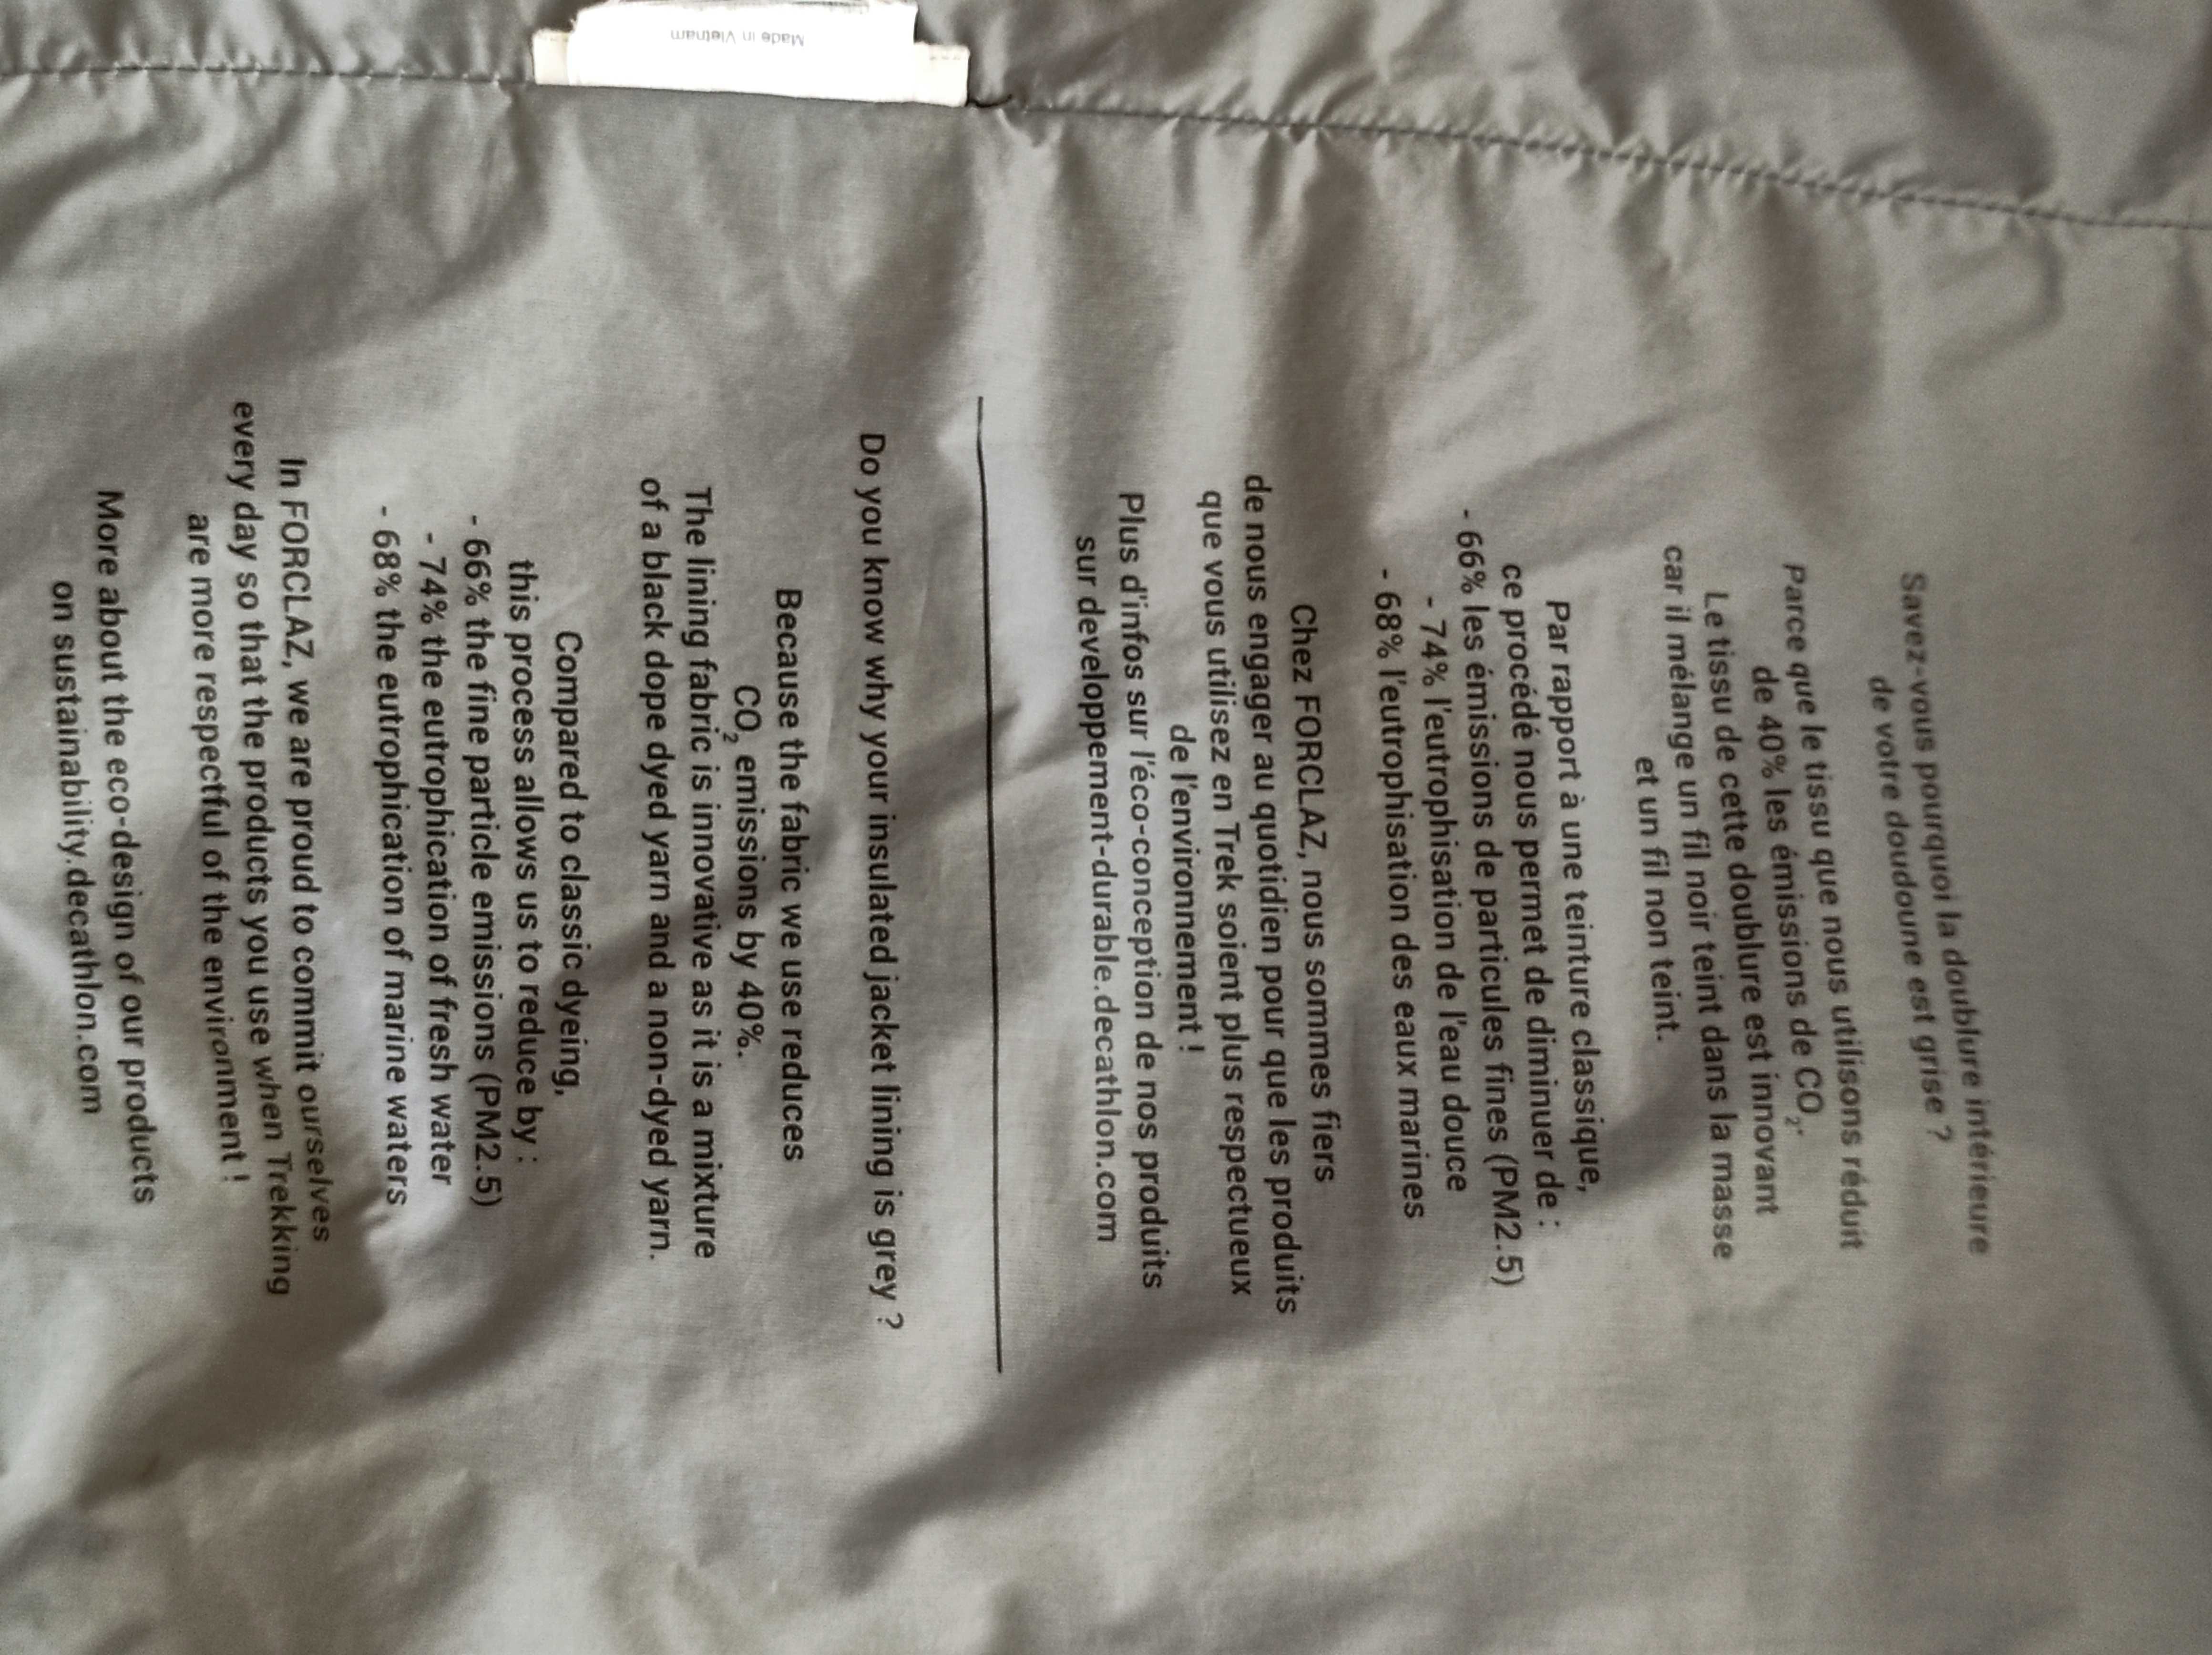 Savez-vous pourquoi la doublure intérieure
de votre doudoune est grise ?
Parce que le tissu que nous utilisons réduit
de 40% les émissions de CO₂.
Le tissu de cette doublure est innovant
car il mélange un fil noir teint dans la masse
et un fil non teint.
Par rapport à une teinture classique,
ce procédé nous permet de diminuer de :
- 66% les émissions de particules fines (PM2.5)
- 74% l'eutrophisation de l'eau douce
- 68% l'eutrophisation des eaux marines
Chez FORCLAZ, nous sommes fiers
de nous engager au quotidien pour que les produits
que vous utilisez en Trek soient plus respectueux
de l'environnement !
Plus d'infos sur l'éco-conception de nos produits
sur developpement-durable.decathlon.com
Do you know why your insulated jacket lining is grey ?
Because the fabric we use reduces
CO₂ emissions by 40%.
The lining fabric is innovative as it is a mixture
of a black dope dyed yarn and a non-dyed yarn.
Compared to classic dyeing,
this process allows us to reduce by :
- 66% the fine particle emissions (PM2.5)
- 74% the eutrophication of fresh water
- 68% the eutrophication of marine waters
In FORCLAZ, we are proud to commit ourselves
every day so that the products you use when Trekking
are more respectful of the environment !
More about the eco-design of our products
on sustainability.decathlon.com
Made in Vietnam